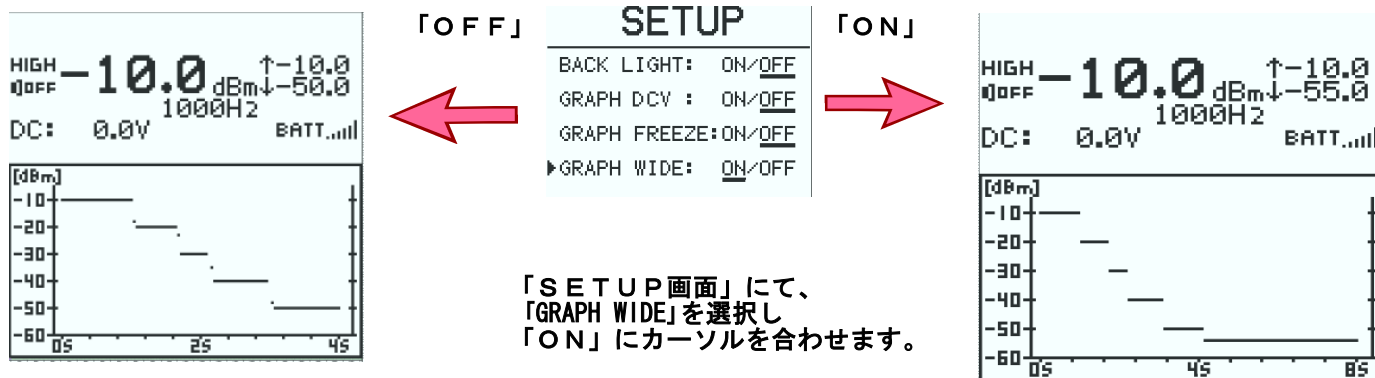 HIGH -10.0 dBm ↑-10.0
OFF ↓-50.0
1000Hz
DC: 0.0V BATT.
[dBm]
-10
-20
-30
-40
-50
-60
0S 2S 4S
「OFF」
SETUP
BACK LIGHT: ON/OFF
GRAPH DCV : ON/OFF
GRAPH FREEZE:ON/OFF
▶GRAPH WIDE: ON/OFF
「ON」
「SETUP画面」にて、
「GRAPH WIDE」を選択し
「ON」にカーソルを合わせます。
HIGH -10.0 dBm ↑-10.0
OFF ↓-55.0
1000Hz
DC: 0.0V BATT.
[dBm]
-10
-20
-30
-40
-50
-60
0S 4S 8S